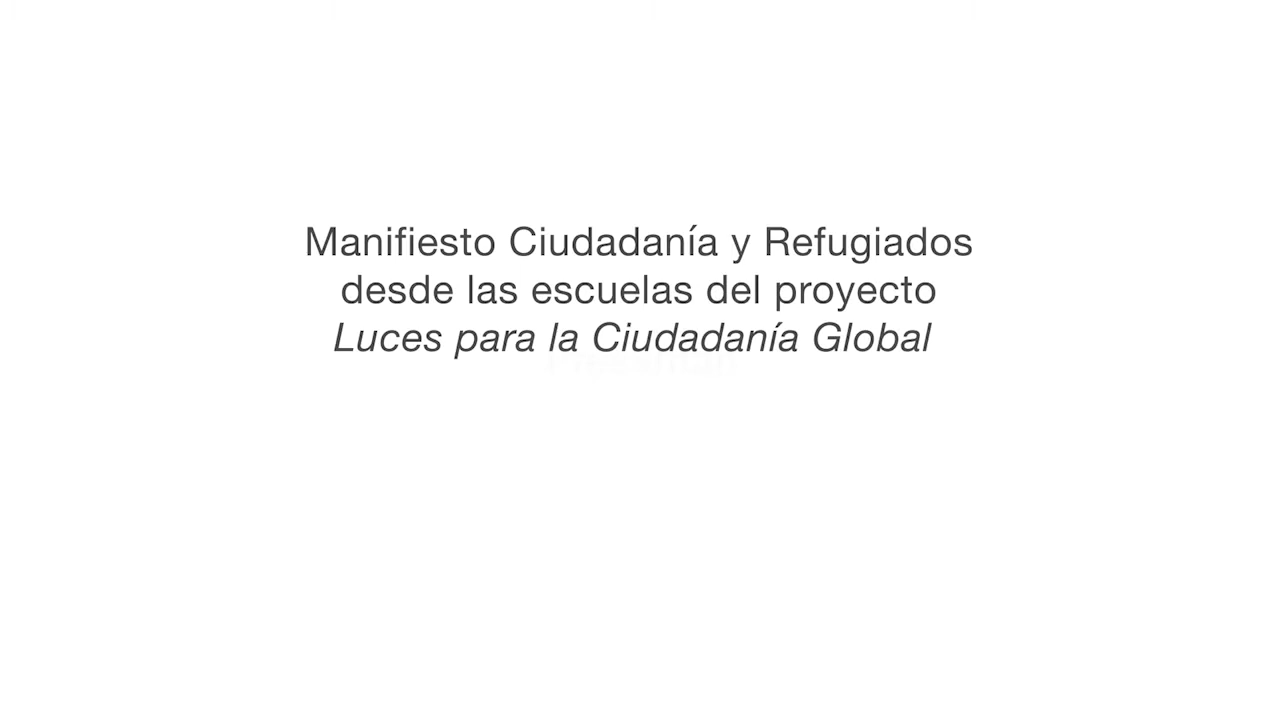 Manifiesto Ciudadanía y Refugiados
desde las escuelas del proyecto
Luces para la Ciudadanía Global